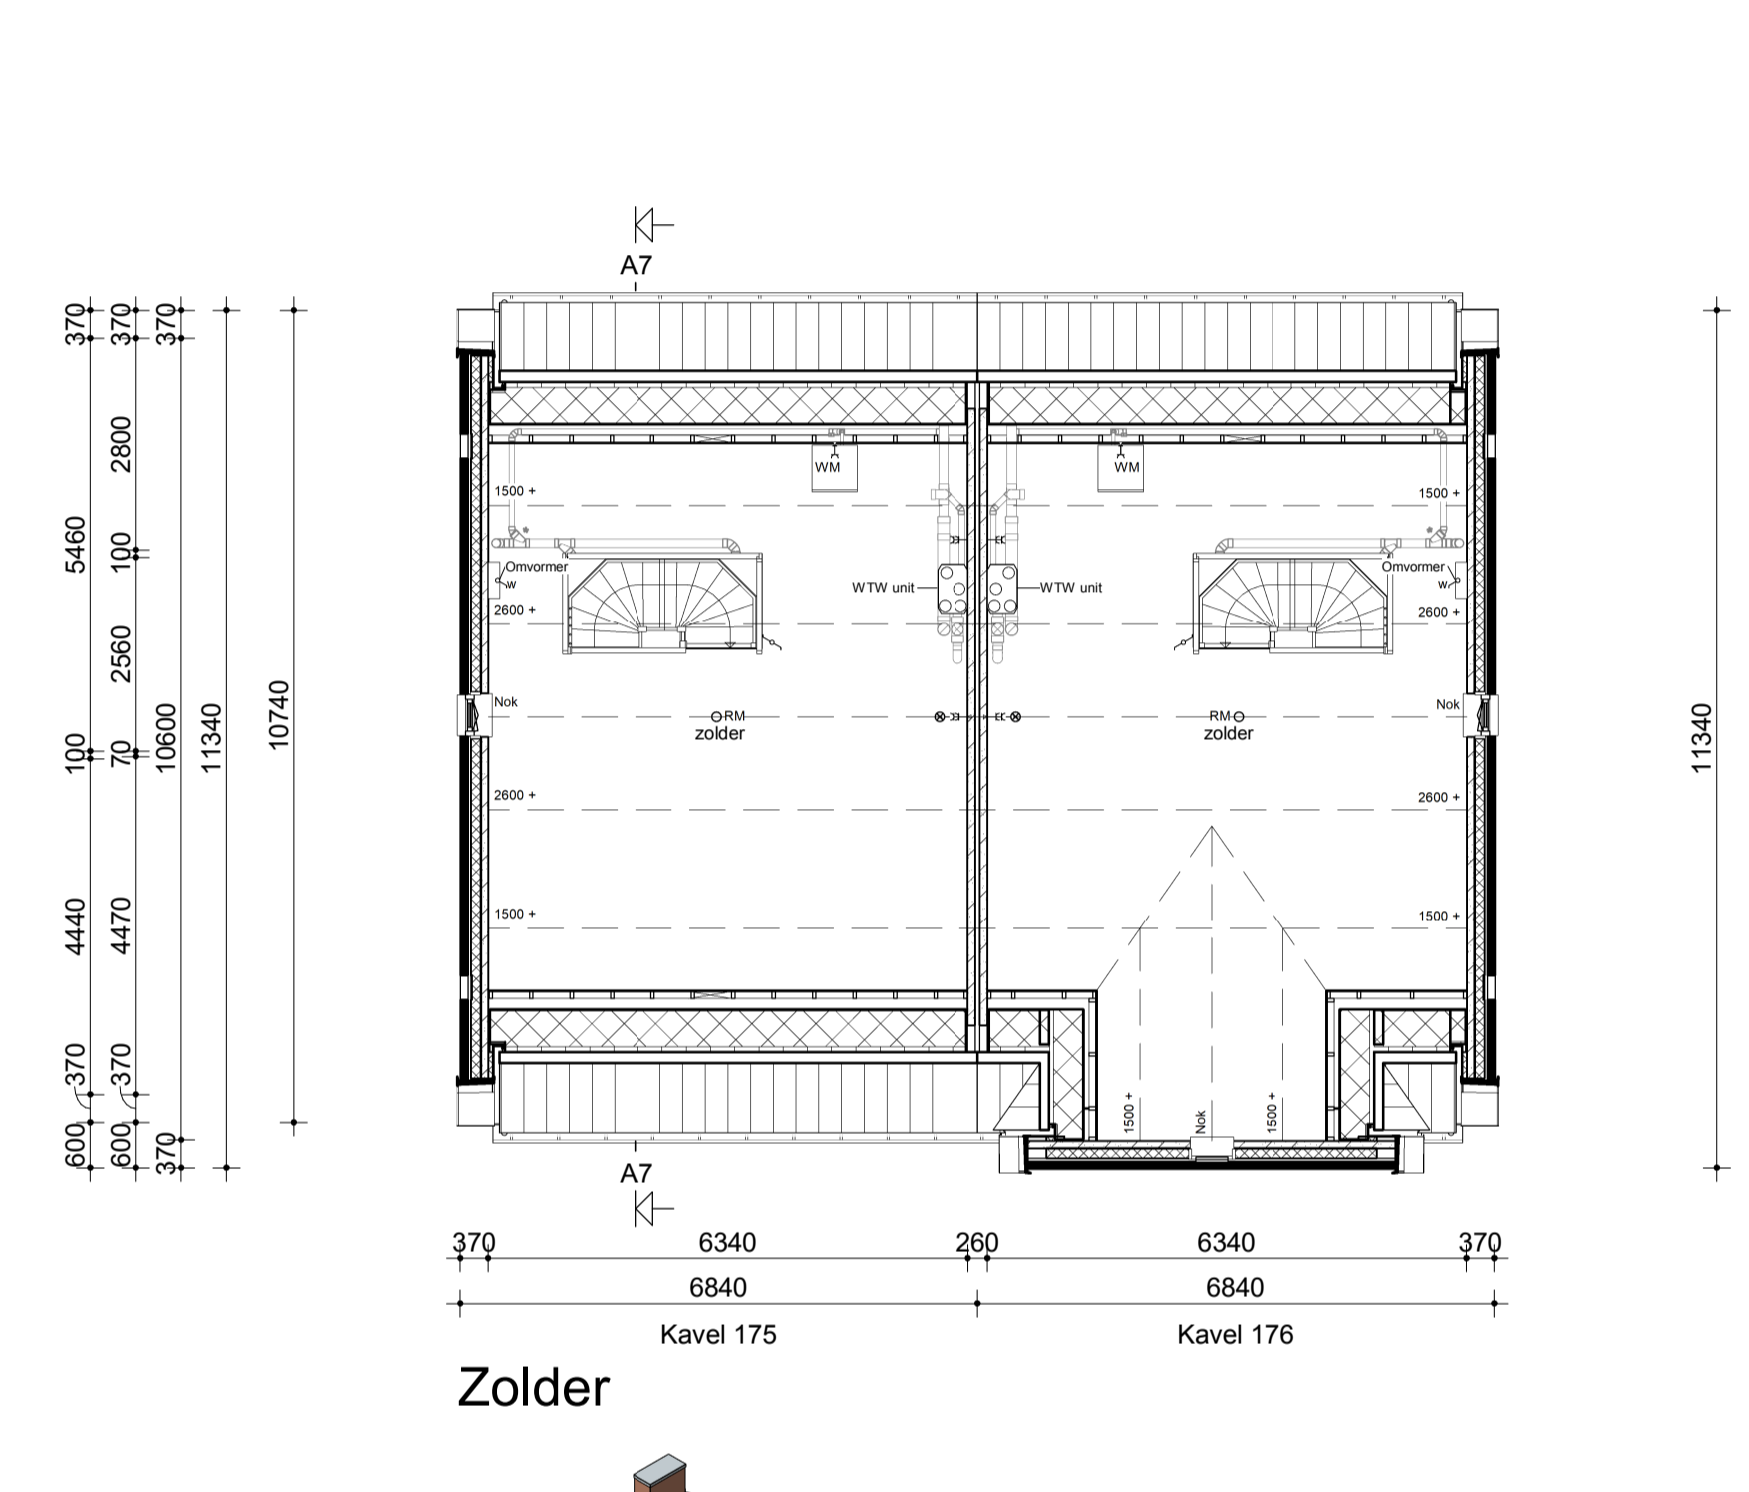 A7
370
370
370
2800
5460
100
2560
100
70
10600
11340
10740
4440
4470
370
370
600
600
370
11340
WM
WM
1500 +
1500 +
Omvormer
w
Omvormer
w
WTW unit
WTW unit
2600 +
2600 +
Nok
Nok
RM
zolder
RM
zolder
2600 +
2600 +
1500 +
1500 +
1500 +
Nok
1500 +
A7
370
6340
260
6340
370
6840
6840
Kavel 175
Kavel 176
Zolder